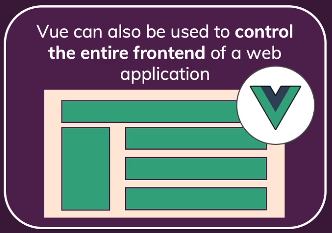 Vue can also be used to control
the entire frontend of a web
application